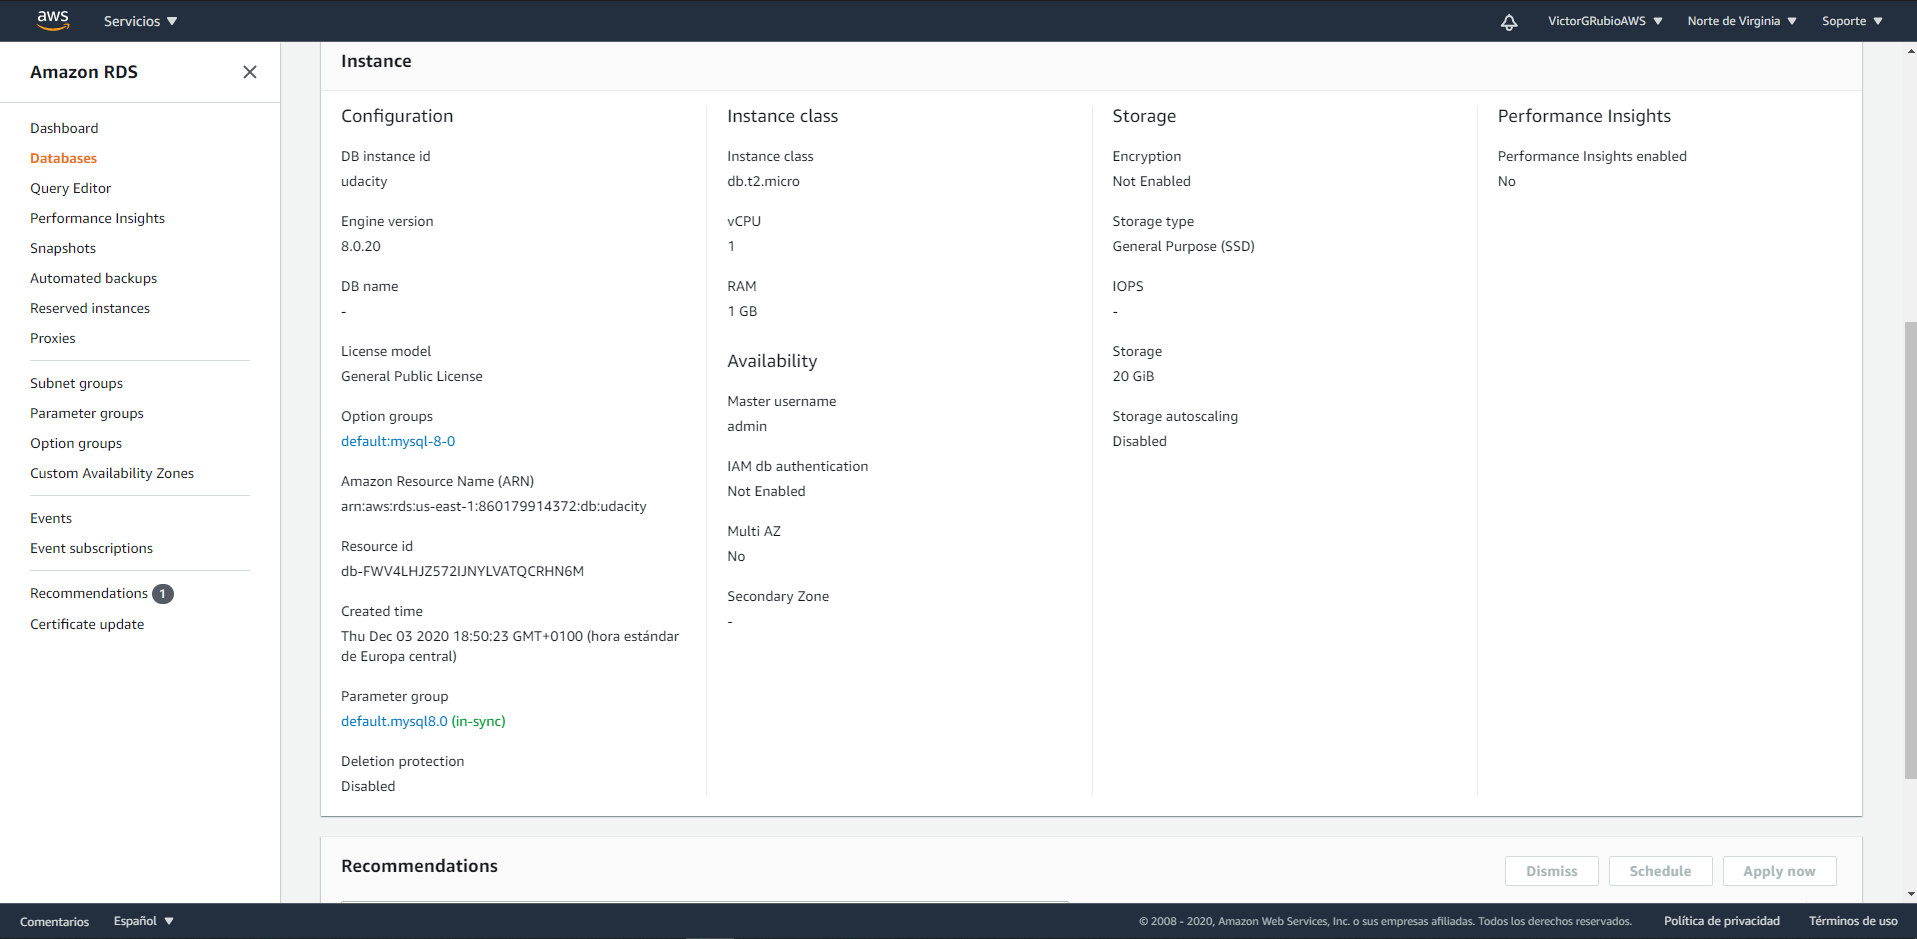 aws
Servicios
VictorGRubioAWS
Norte de Virginia
Soporte
Amazon RDS
Dashboard
Databases
Query Editor
Performance Insights
Snapshots
Automated backups
Reserved instances
Proxies
Subnet groups
Parameter groups
Option groups
Custom Availability Zones
Events
Event subscriptions
Recommendations 1
Certificate update
Instance
Configuration
DB instance id
udacity
Engine version
8.0.20
DB name
-
License model
General Public License
Option groups
default:mysql-8-0
Amazon Resource Name (ARN)
arn:aws:rds:us-east-1:860179914372:db:udacity
Resource id
db-FWV4LHJZ572IJNYLVATQCRHN6M
Created time
Thu Dec 03 2020 18:50:23 GMT+0100 (hora estándar
de Europa central)
Parameter group
default.mysql8.0 (in-sync)
Deletion protection
Disabled
Instance class
Instance class
db.t2.micro
vCPU
1
RAM
1 GB
Availability
Master username
admin
IAM db authentication
Not Enabled
Multi AZ
No
Secondary Zone
-
Storage
Encryption
Not Enabled
Storage type
General Purpose (SSD)
IOPS
-
Storage
20 GiB
Storage autoscaling
Disabled
Performance Insights
Performance Insights enabled
No
Recommendations
Dismiss
Schedule
Apply now
Comentarios
Español
© 2008 - 2020, Amazon Web Services, Inc. o sus empresas afiliadas. Todos los derechos reservados.
Política de privacidad
Términos de uso